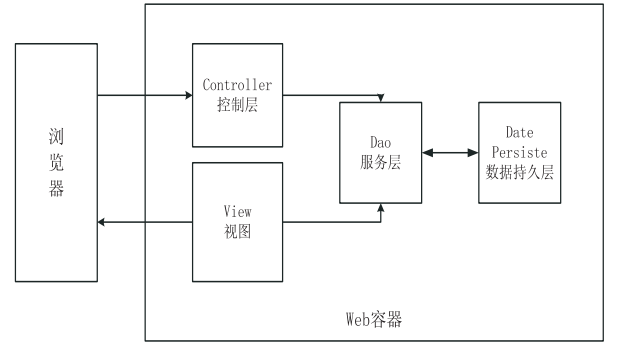 浏览器
Controller
控制层
View
视图
Dao
服务层
Date
Persiste
数据持久层
Web容器